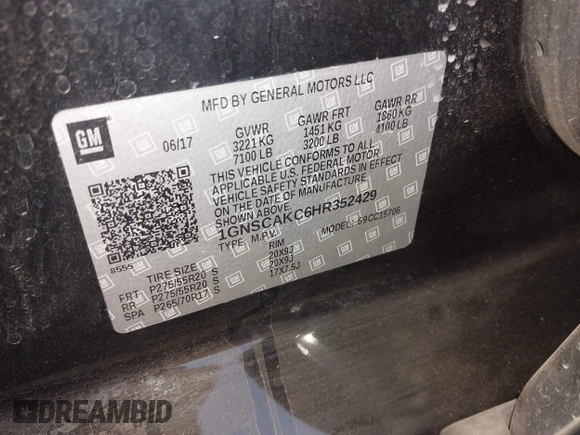 MFD BY GENERAL MOTORS LLC
GM
06/17
GVWR GAWR FRT GAWR RR
3221 KG 1451 KG 1860 KG
7100 LB 3200 LB 4100 LB
THIS VEHICLE CONFORMS TO ALL
APPLICABLE U.S. FEDERAL MOTOR
VEHICLE SAFETY STANDARDS IN EFFECT
ON THE DATE OF MANUFACTURE
SHOWN ABOVE.
1GNSCAKC6HR352429
TYPE: M.P.V. MODEL: S9CC15706
TIRE SIZE RIM
FRT P275/55R20 S 20X9J
RR P275/55R20 S 20X9J
SPA P265/70R17 S 17X7.5J
DREAMBID